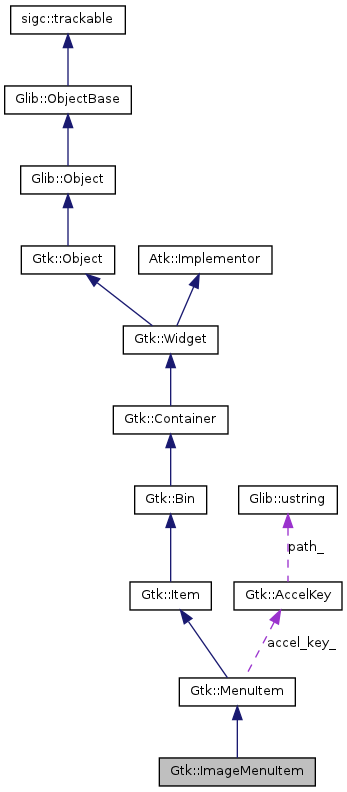 sigc::trackable
Glib::ObjectBase
Glib::Object
Gtk::Object
Atk::Implementor
Gtk::Widget
Gtk::Container
Gtk::Bin
Glib::ustring
path_
Gtk::Item
Gtk::AccelKey
accel_key_
Gtk::MenuItem
Gtk::ImageMenuItem